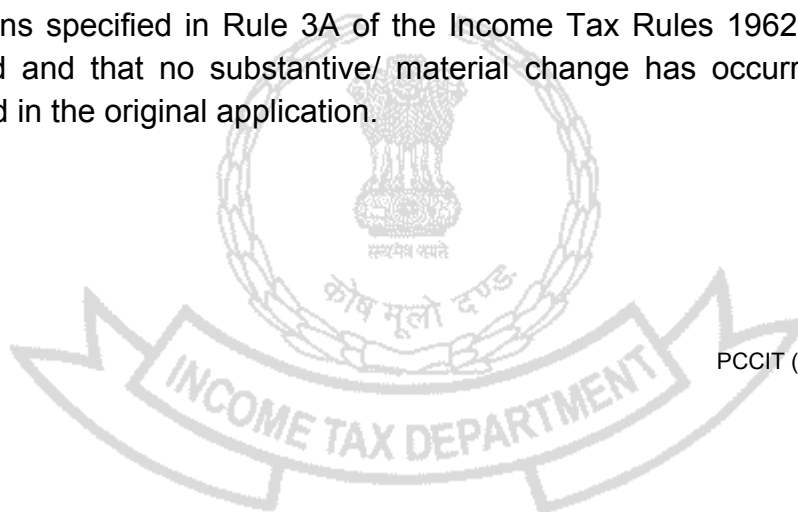 ns specified in Rule 3A of the Income Tax Rules 1962
d and that no substantive/ material change has occurr
d in the original application.
सत्यमेव जयते
कोष मूलो दण्डः
PCCIT (
INCOME TAX DEPARTMENT